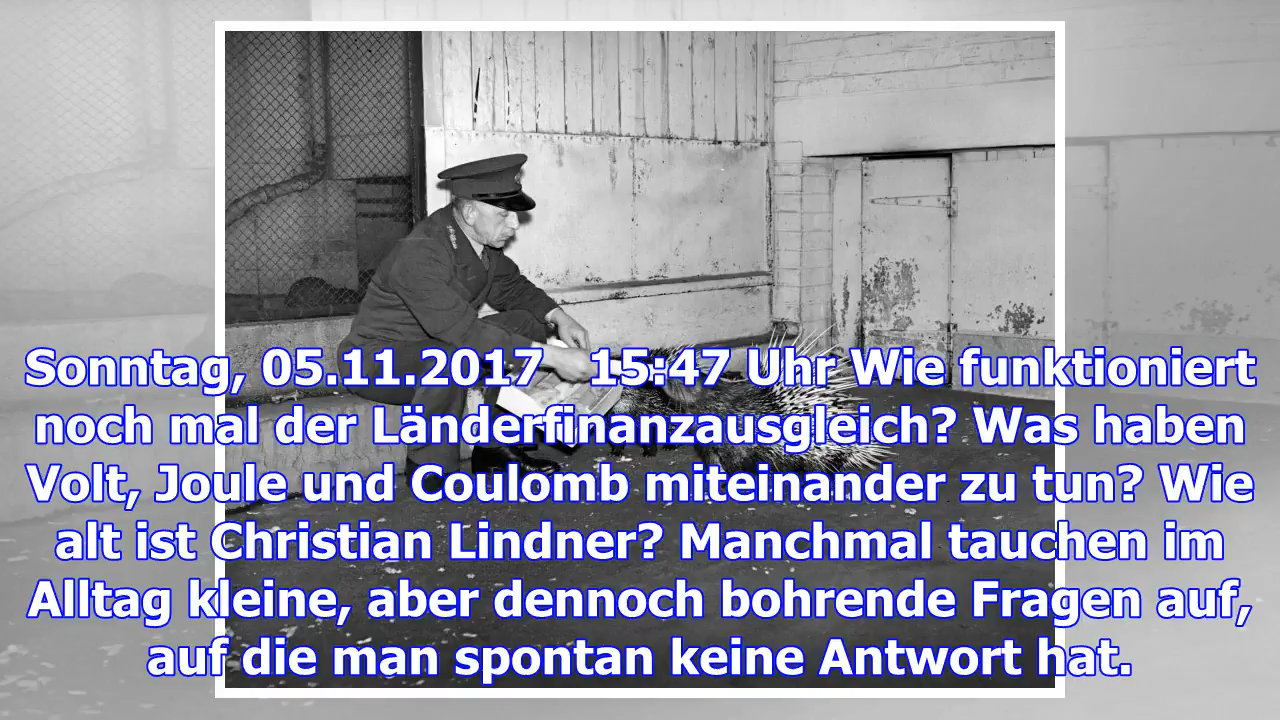 Sonntag, 05.11.2017   15:47 Uhr Wie funktioniert
noch mal der Länderfinanzausgleich? Was haben
Volt, Joule und Coulomb miteinander zu tun? Wie
alt ist Christian Lindner? Manchmal tauchen im
Alltag kleine, aber dennoch bohrende Fragen auf,
auf die man spontan keine Antwort hat.